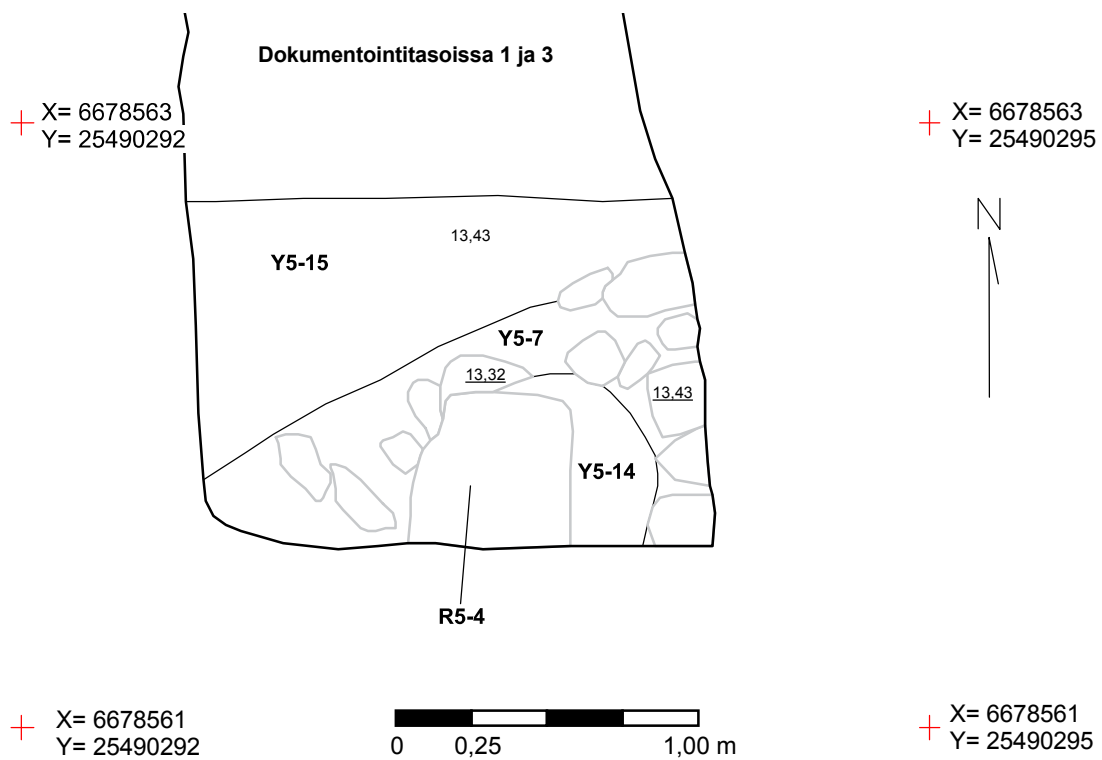 Dokumentointitasoissa 1 ja 3
X= 6678563
Y= 25490292
X= 6678563
Y= 25490295
N
13,43
Y5-15
Y5-7
13,32
13,43
Y5-14
R5-4
X= 6678561
Y= 25490292
0 0,25 1,00 m
X= 6678561
Y= 25490295